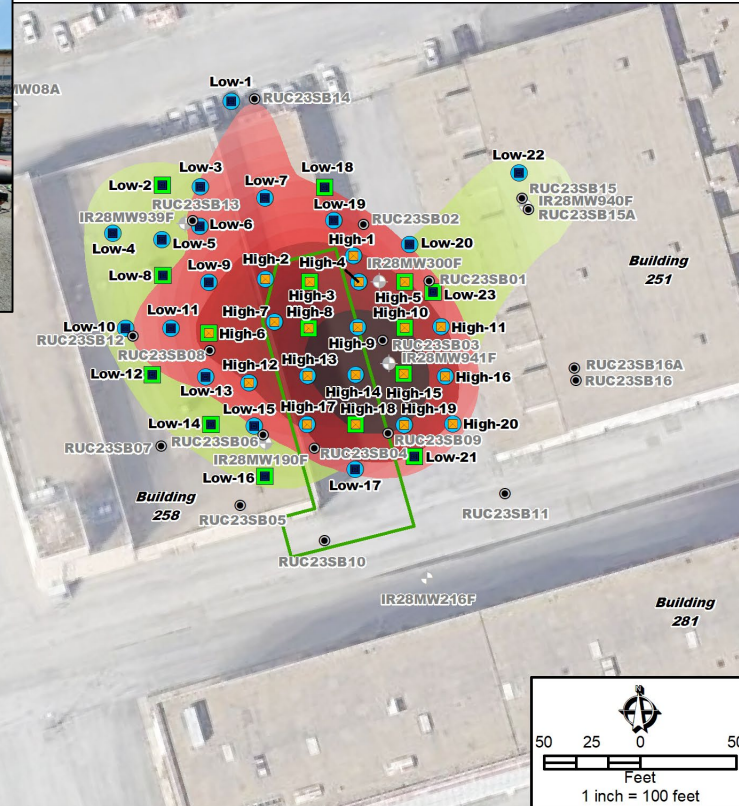 MW08A
Low-1
RUC23SB14
Low-2
Low-3
Low-7
Low-18
Low-22
RUC23SB13
IR28MW939F
Low-6
Low-19
RUC23SB02
RUC23SB15
IR28MW940F
RUC23SB15A
Low-4
Low-5
High-1
Low-20
Low-8
Low-9
High-2
High-4
IR28MW300F
Building
251
High-3
High-5
RUC23SB01
Low-23
Low-10
Low-11
High-7
High-8
High-10
High-11
RUC23SB12
High-6
High-9
RUC23SB03
RUC23SB08
IR28MW941F
RUC23SB16A
RUC23SB16
Low-12
Low-13
High-12
High-13
High-14
High-15
High-16
Low-14
Low-15
High-17
High-18
High-19
High-20
RUC23SB07
RUC23SB06
RUC23SB09
IR28MW190F
RUC23SB04
Low-21
Low-16
Low-17
Building
258
RUC23SB05
RUC23SB11
RUC23SB10
IR28MW216F
Building
281
N
50 25 0 50
Feet
1 inch = 100 feet